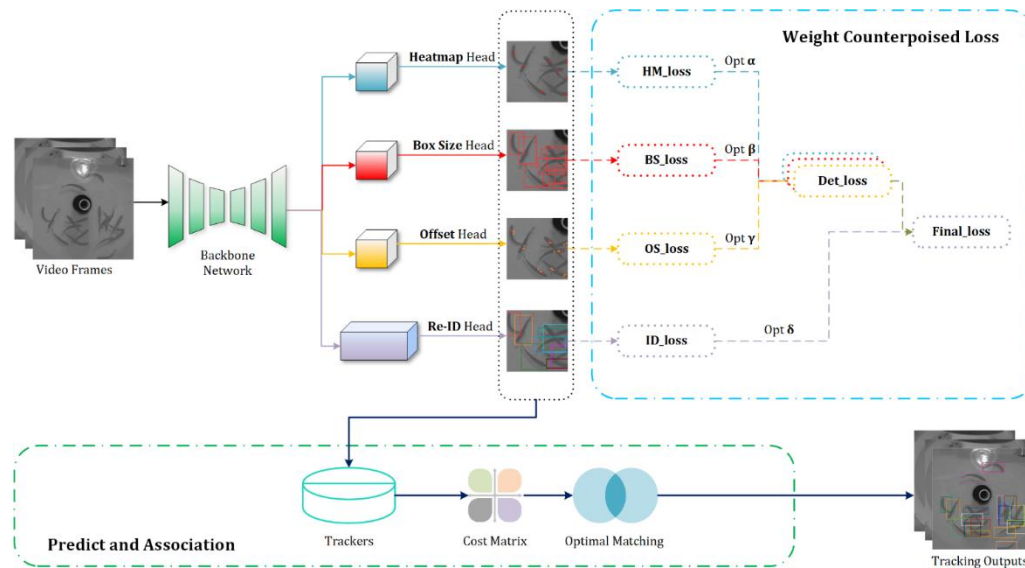 Weight Counterpoised Loss
Heatmap Head
HM_loss
Opt α
Box Size Head
BS_loss
Opt β
Det_loss
Offset Head
OS_loss
Opt γ
Final_loss
Video Frames
Backbone
Network
Re-ID Head
ID_loss
Opt δ
Predict and Association
Trackers
Cost Matrix
Optimal Matching
Tracking Outputs